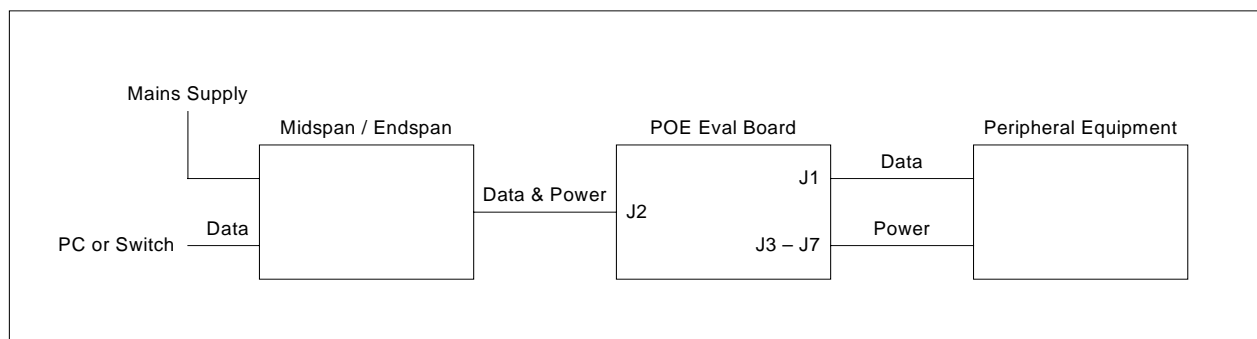 Mains Supply
Midspan / Endspan
POE Eval Board
Peripheral Equipment
Data
J1
Data & Power
J2
PC or Switch
Data
J3 – J7
Power